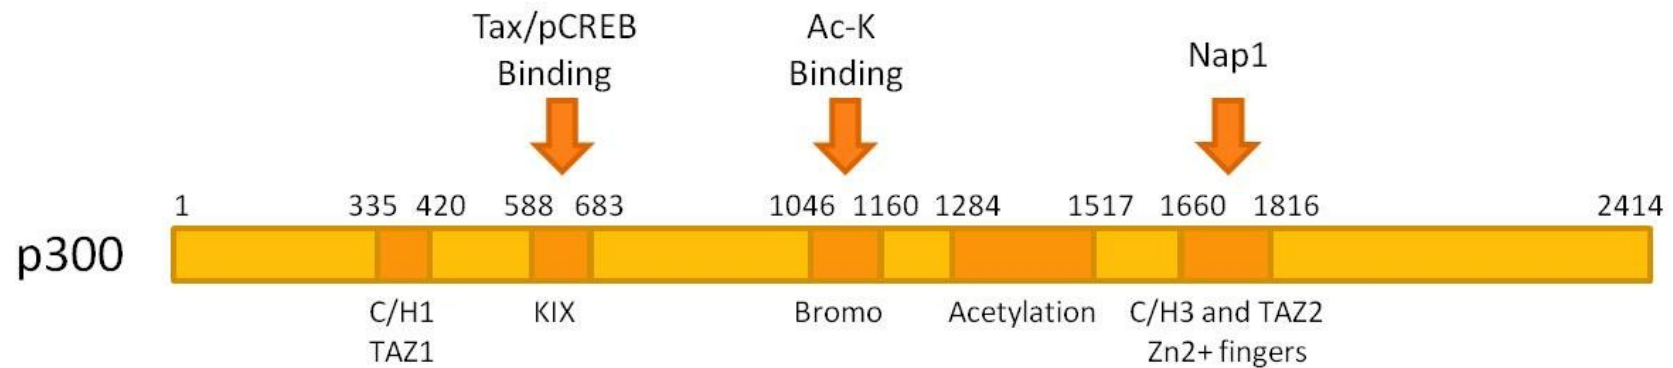 Tax/pCREB
Binding
Ac-K
Binding
Nap1
1 335 420 588 683 1046 1160 1284 1517 1660 1816 2414
p300
C/H1
TAZ1
KIX
Bromo
Acetylation
C/H3 and TAZ2
Zn2+ fingers